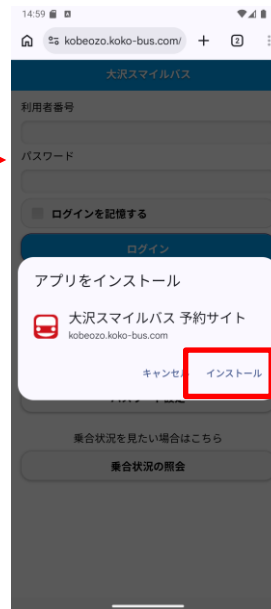 14:59
kobeozo.koko-bus.com/
2
大沢スマイルバス
利用者番号
パスワード
ログインを記憶する
ログイン
アプリをインストール
大沢スマイルバス 予約サイト
kobeozo.koko-bus.com
キャンセル インストール
乗合状況を見たい場合はこちら
乗合状況の照会